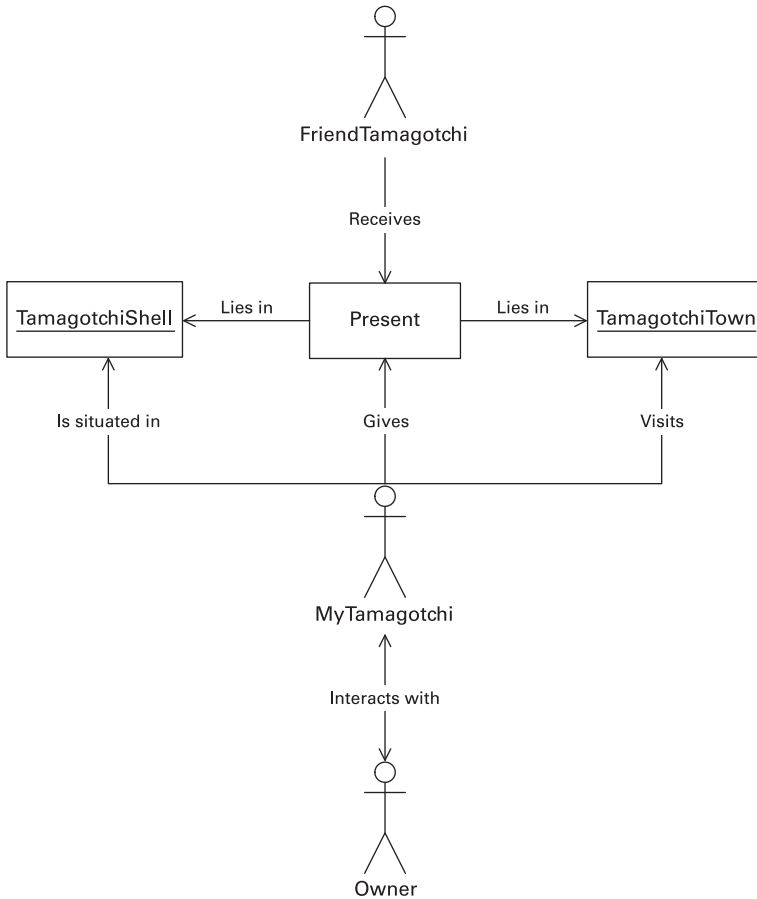 FriendTamagotchi
Receives
TamagotchiShell
Lies in
Present
Lies in
TamagotchiTown
Is situated in
Gives
Visits
MyTamagotchi
Interacts with
Owner